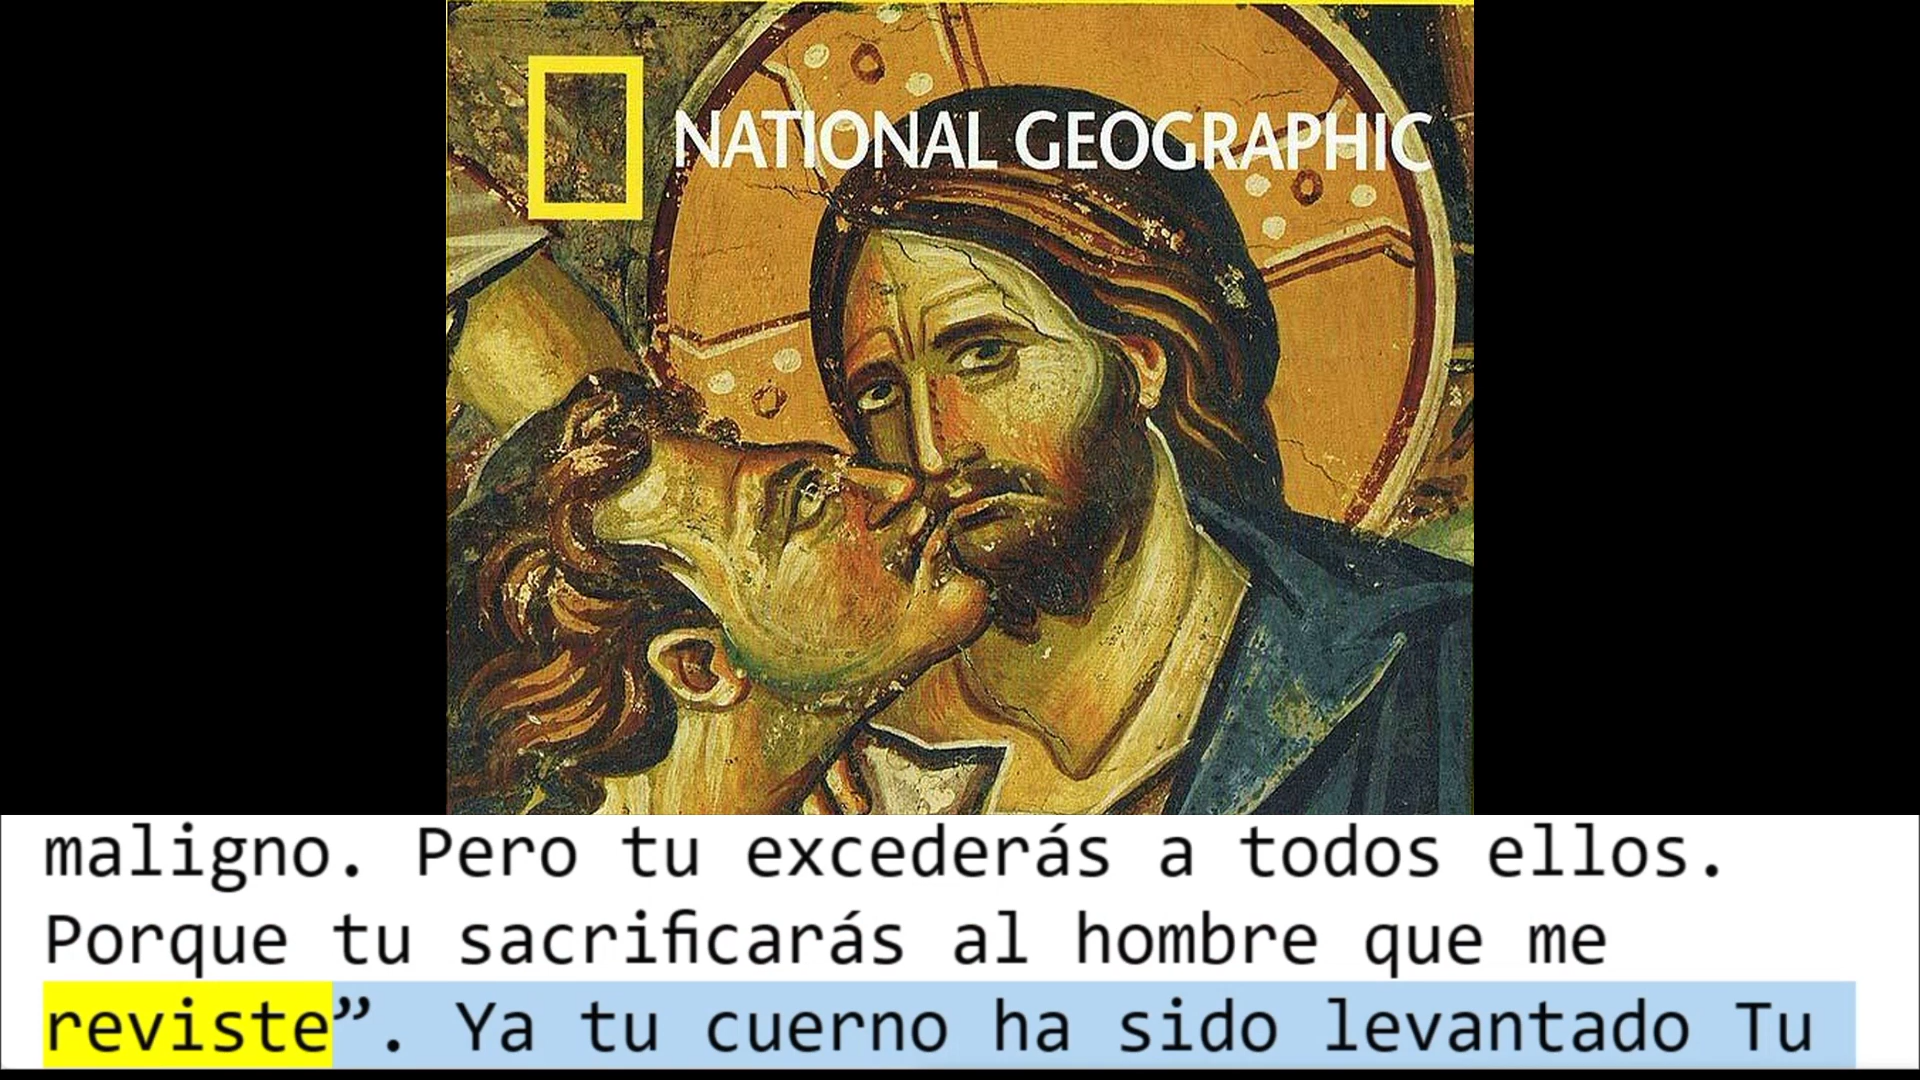 NATIONAL GEOGRAPHIC
maligno. Pero tu excederás a todos ellos.
Porque tu sacrificarás al hombre que me
reviste”. Ya tu cuerno ha sido levantado Tu